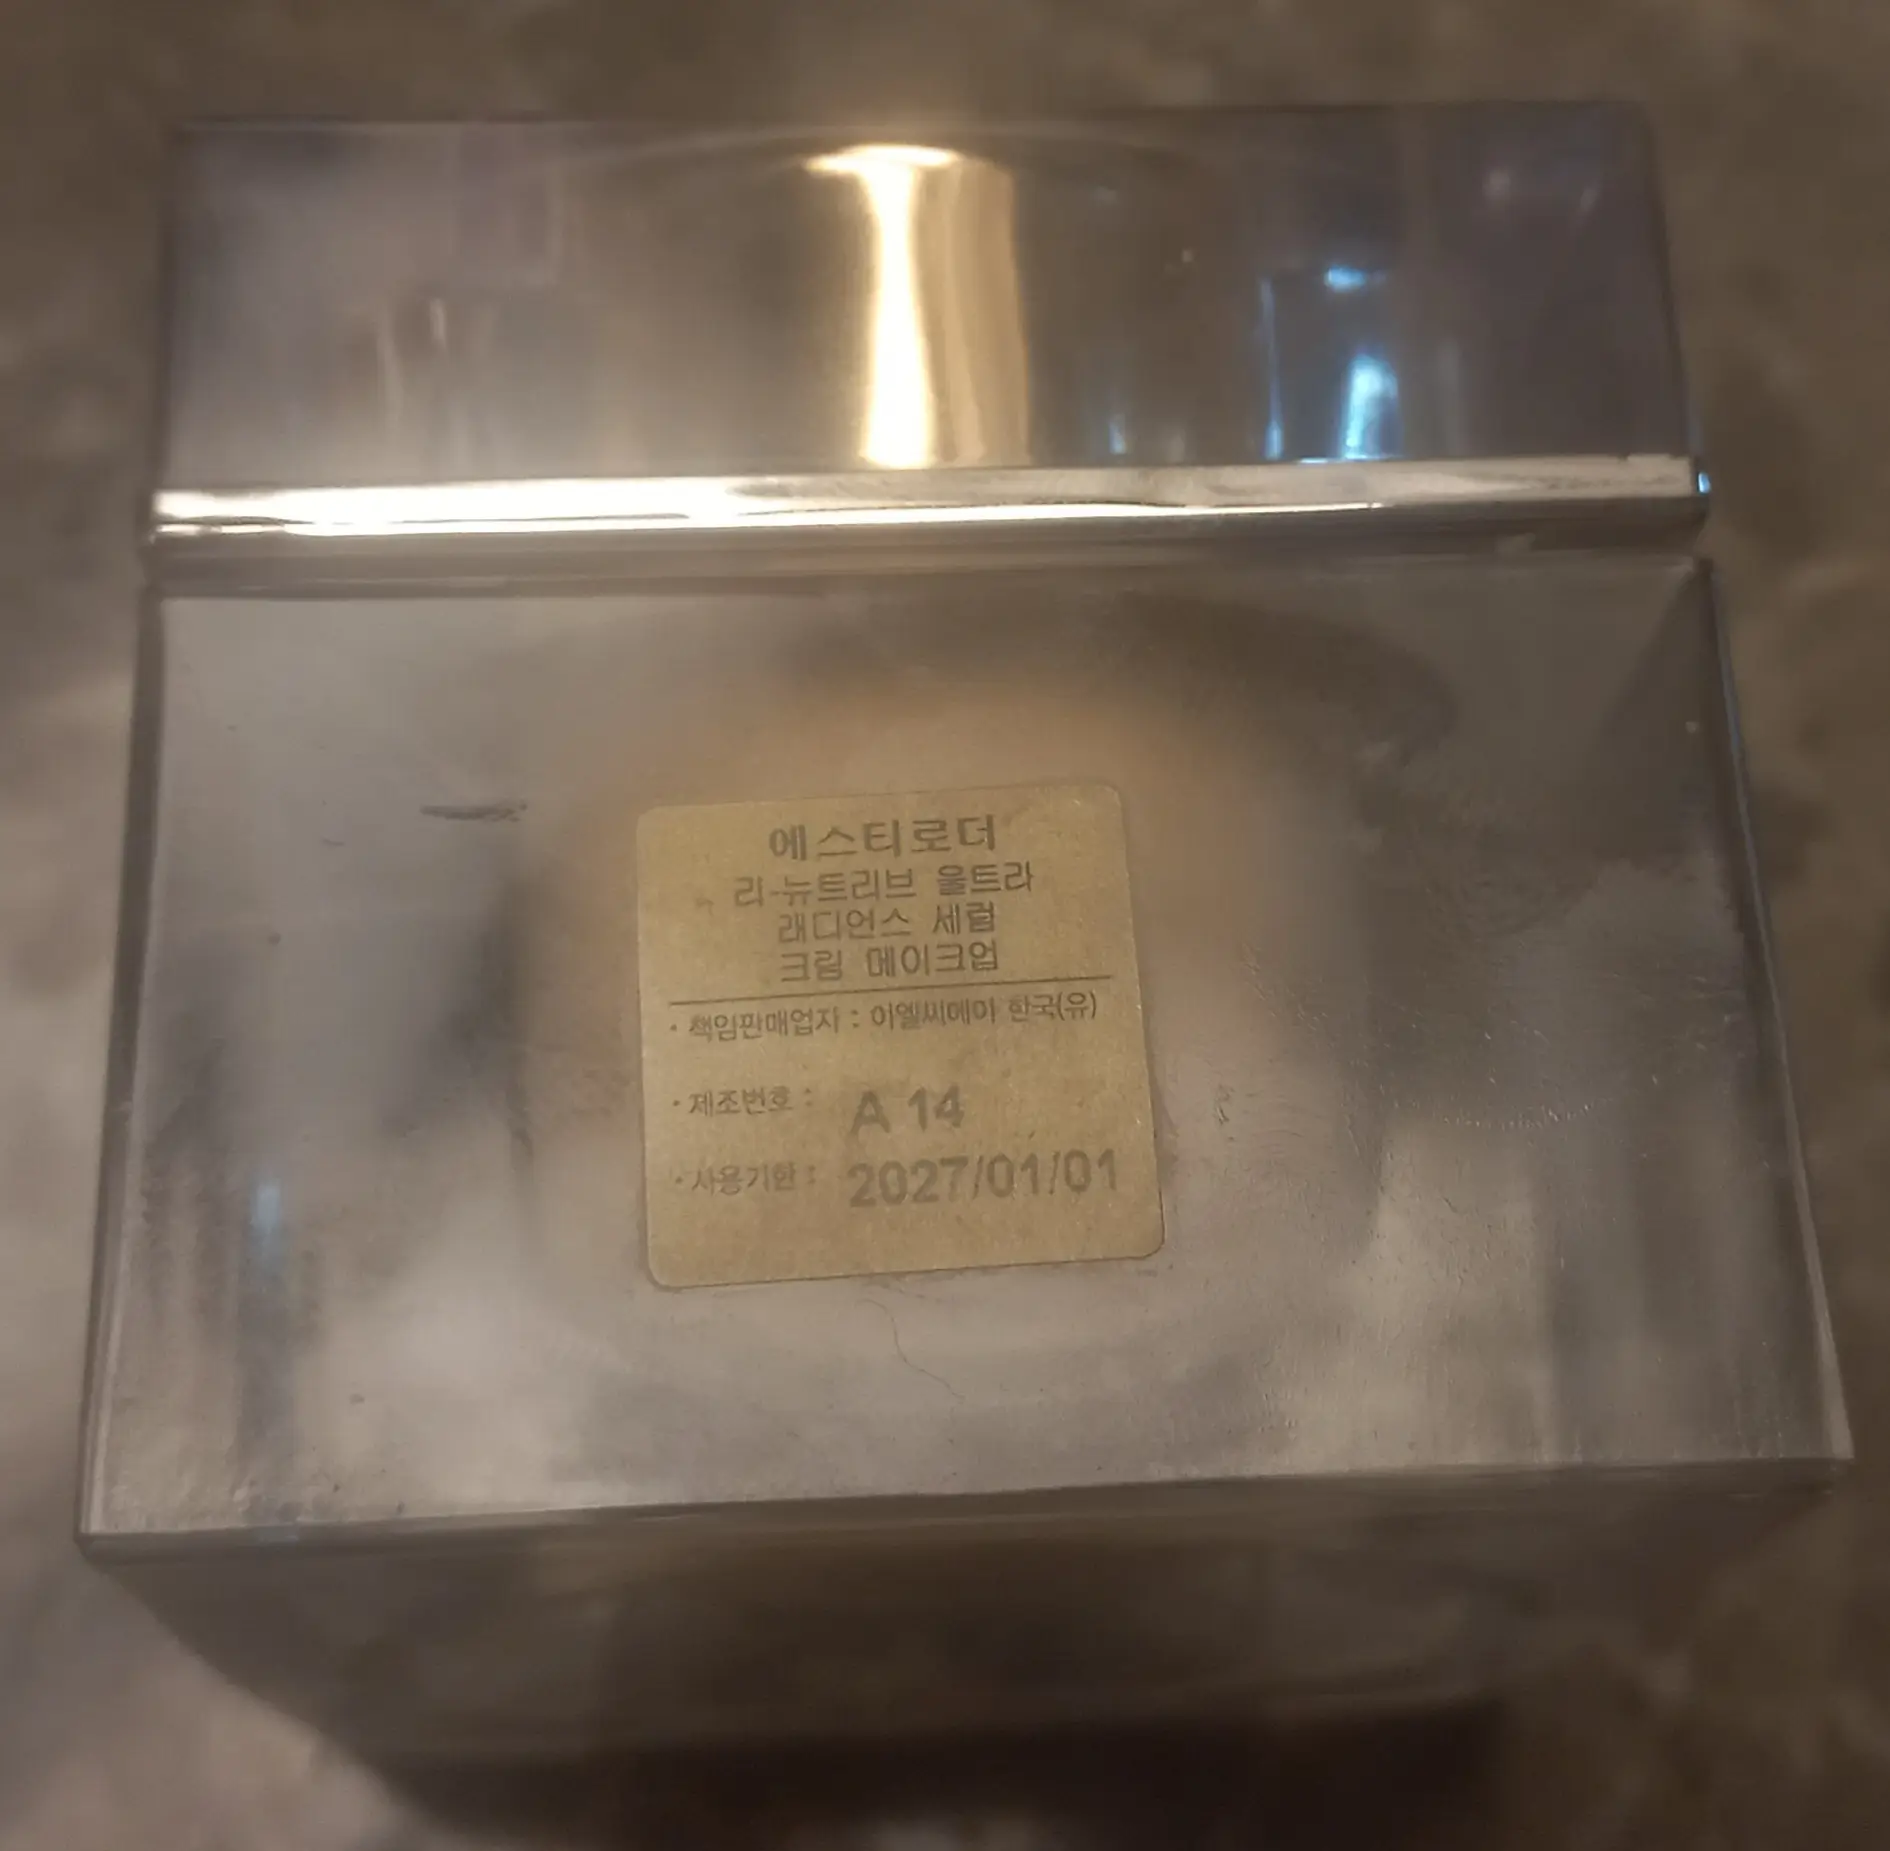 에스티로더
리-뉴트리브 울트라
래디언스 세럼
크림 메이크업
· 책임판매업자 : 이엘씨에이 한국(유)
· 제조번호 : A 14
· 사용기한 : 2027/01/01